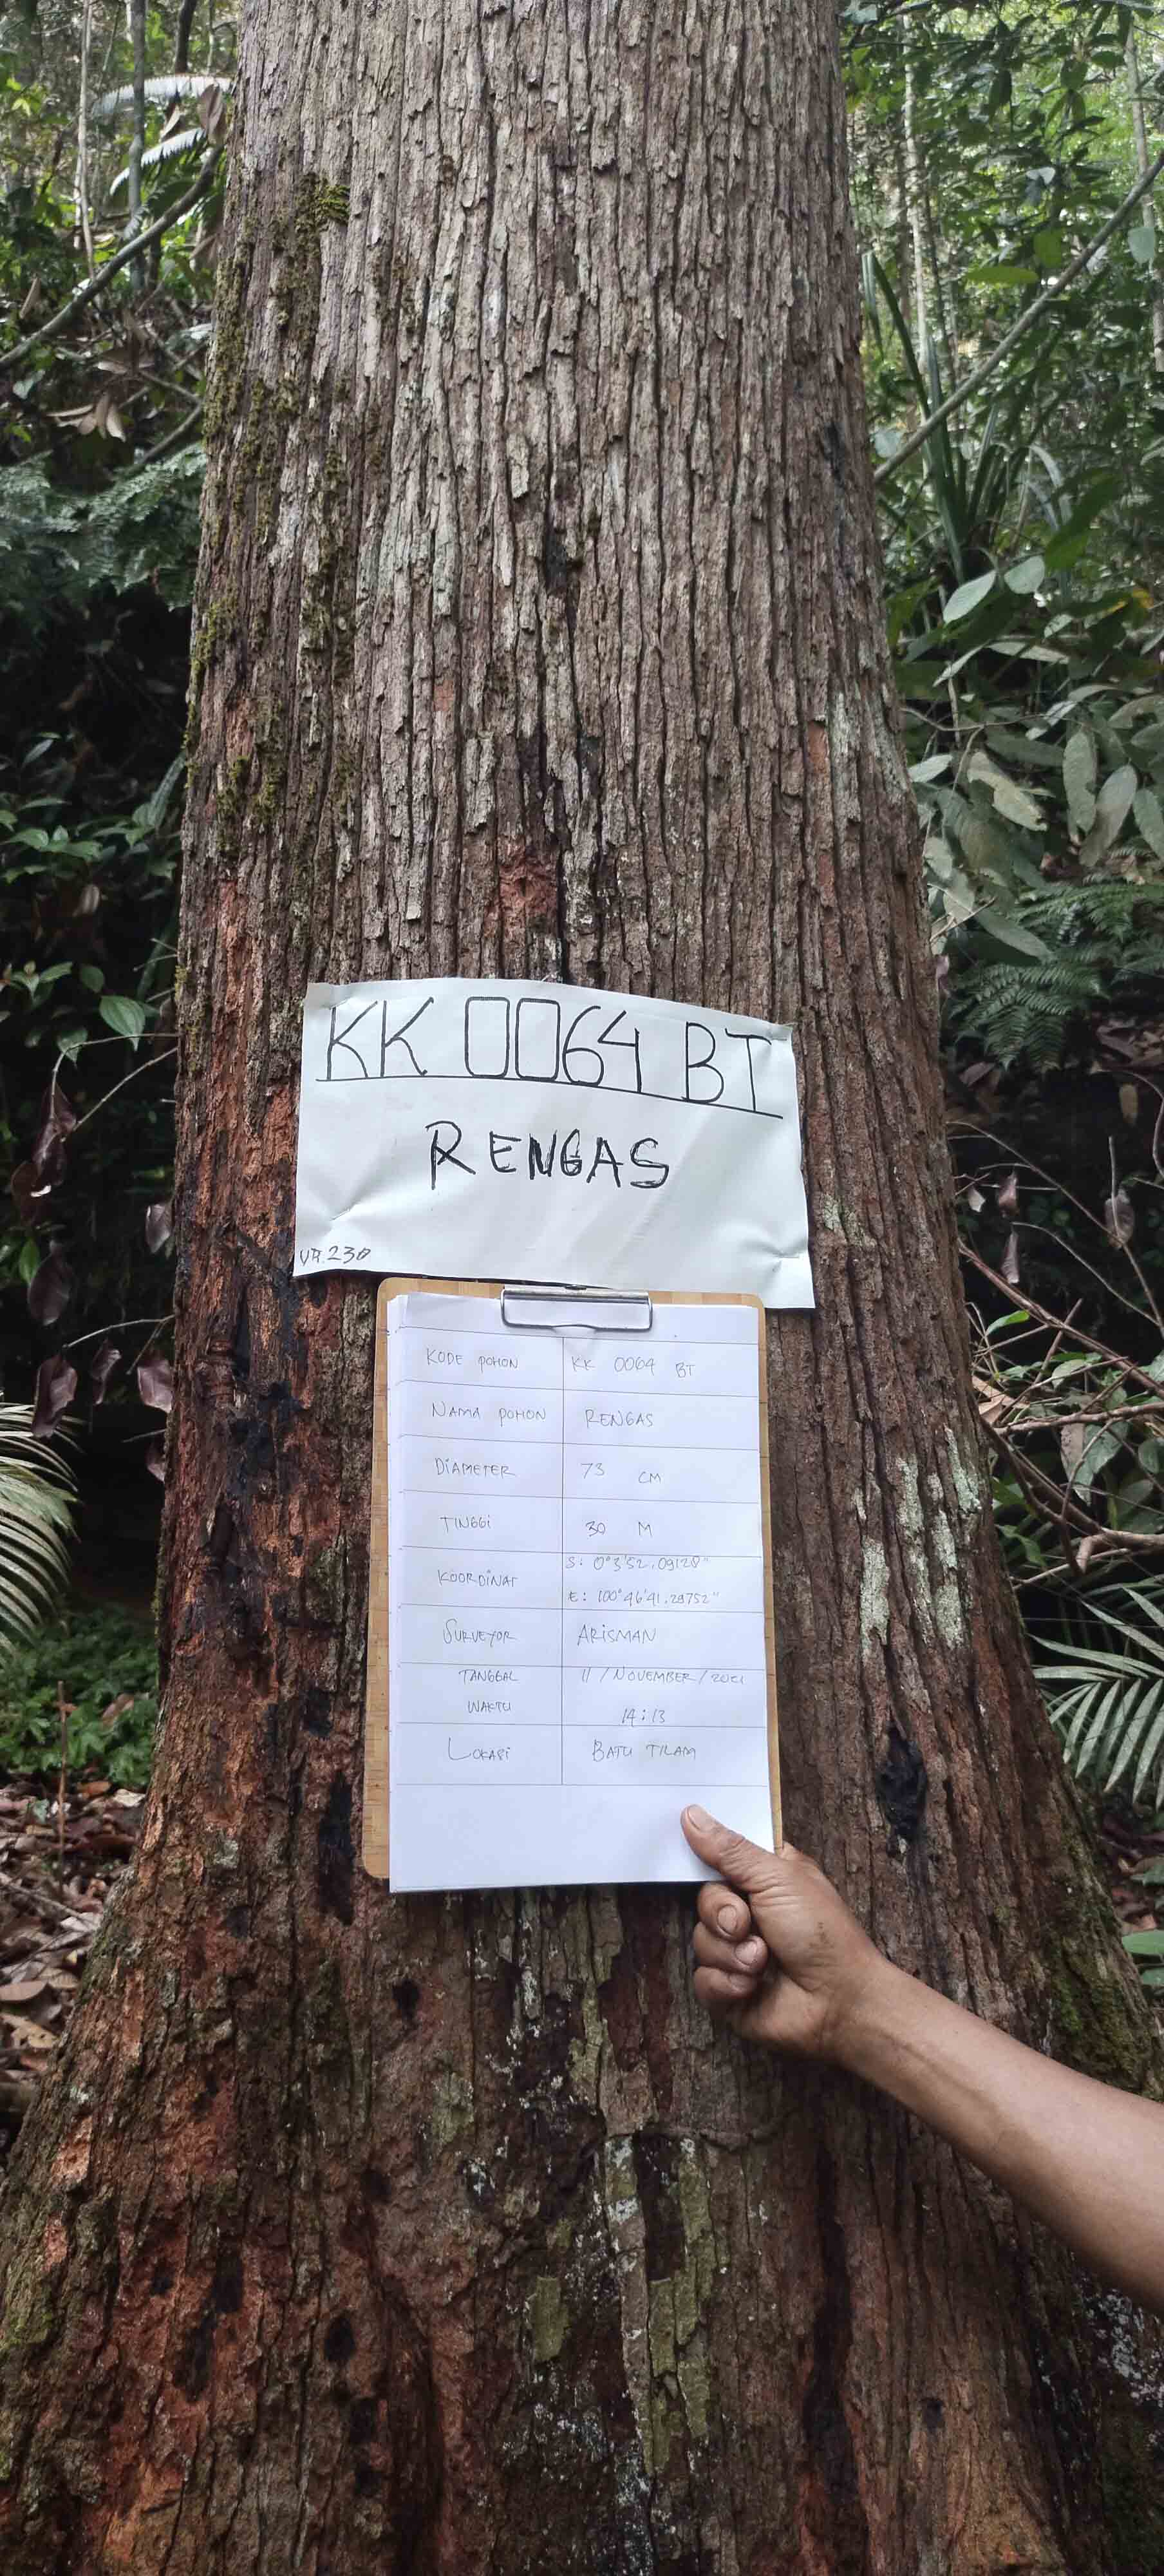 KK 0064 BT
RENGAS
VA.230
KODE POHON KK 0064 BT
NAMA POHON RENGAS
DIAMETER 73 CM
TINGGI 30 M
KOORDINAT S: 0°3'52.09128"
E: 100°46'41.28752"
SURVEYOR ARISMAN
TANGGAL 11/NOVEMBER/2021
WAKTU 14:13
LOKASI BATU TILAM